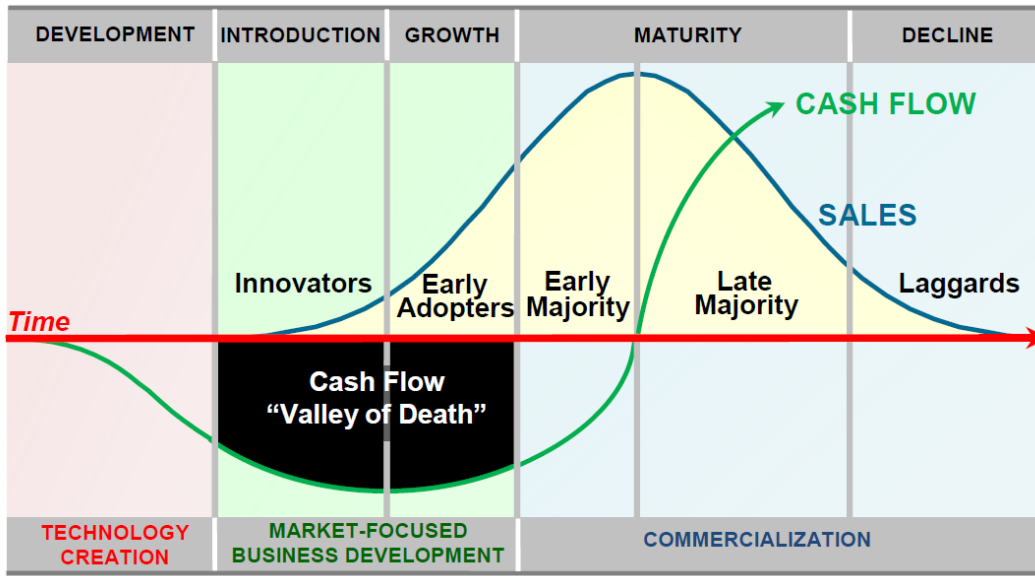 DEVELOPMENT
INTRODUCTION
GROWTH
MATURITY
DECLINE
CASH FLOW
SALES
Innovators
Early
Adopters
Early
Majority
Late
Majority
Laggards
Time
Cash Flow
“Valley of Death”
TECHNOLOGY
CREATION
MARKET-FOCUSED
BUSINESS DEVELOPMENT
COMMERCIALIZATION